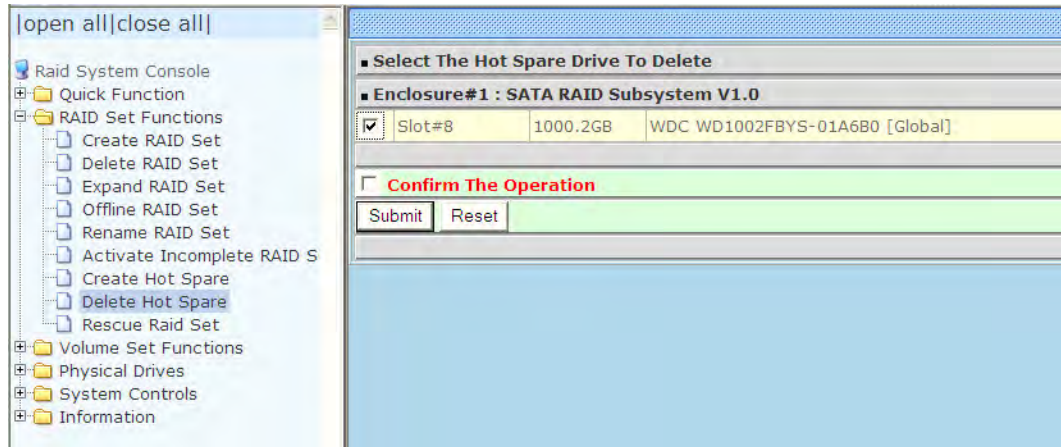 |open all|close all|
Raid System Console
Quick Function
RAID Set Functions
Create RAID Set
Delete RAID Set
Expand RAID Set
Offline RAID Set
Rename RAID Set
Activate Incomplete RAID S
Create Hot Spare
Delete Hot Spare
Rescue Raid Set
Volume Set Functions
Physical Drives
System Controls
Information
Select The Hot Spare Drive To Delete
Enclosure#1 : SATA RAID Subsystem V1.0
Slot#8 1000.2GB WDC WD1002FBYS-01A6B0 [Global]
Confirm The Operation
Submit Reset